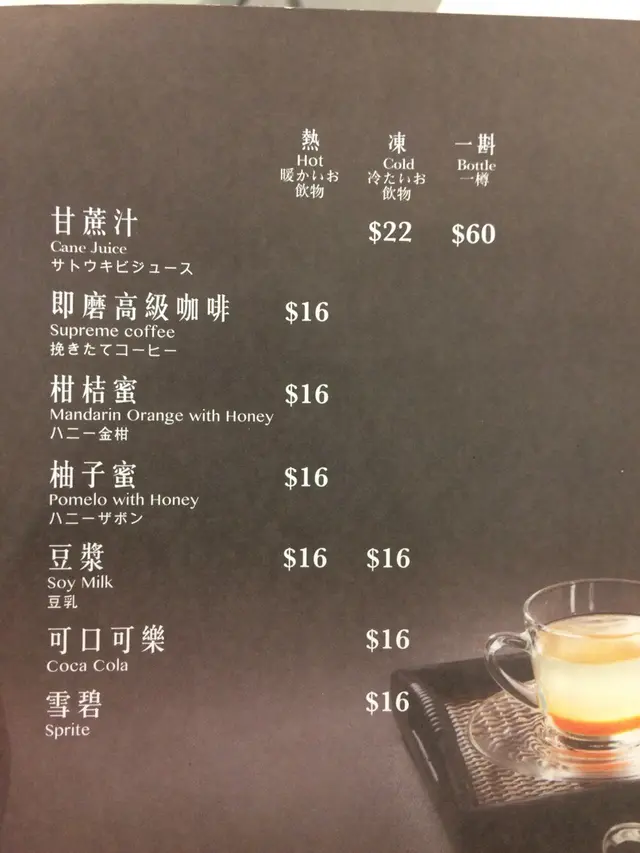 熱 凍 一斟
Hot Cold Bottle
暖かいお 冷たいお 一樽
飲物 飲物
甘蔗汁 $22 $60
Cane Juice
サトウキビジュース
即磨高級咖啡 $16
Supreme coffee
挽きたてコーヒー
柑桔蜜 $16
Mandarin Orange with Honey
ハニー金柑
柚子蜜 $16
Pomelo with Honey
ハニーザボン
豆漿 $16 $16
Soy Milk
豆乳
可口可樂 $16
Coca Cola
雪碧 $16
Sprite